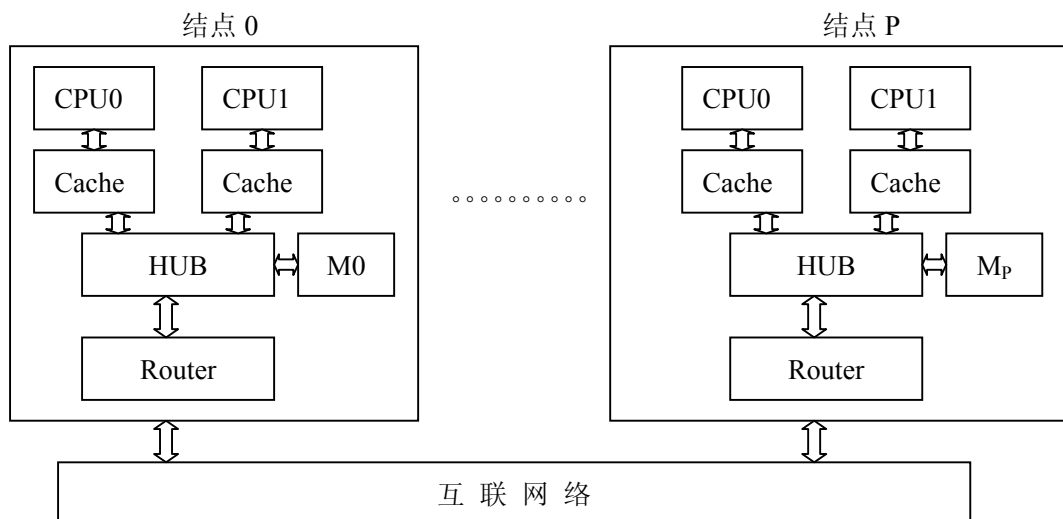 结点 0 结点 P
CPU0 CPU1 CPU0 CPU1
Cache Cache 。。。。。。。。。。 Cache Cache
HUB M0 HUB MP
Router Router
互 联 网 络